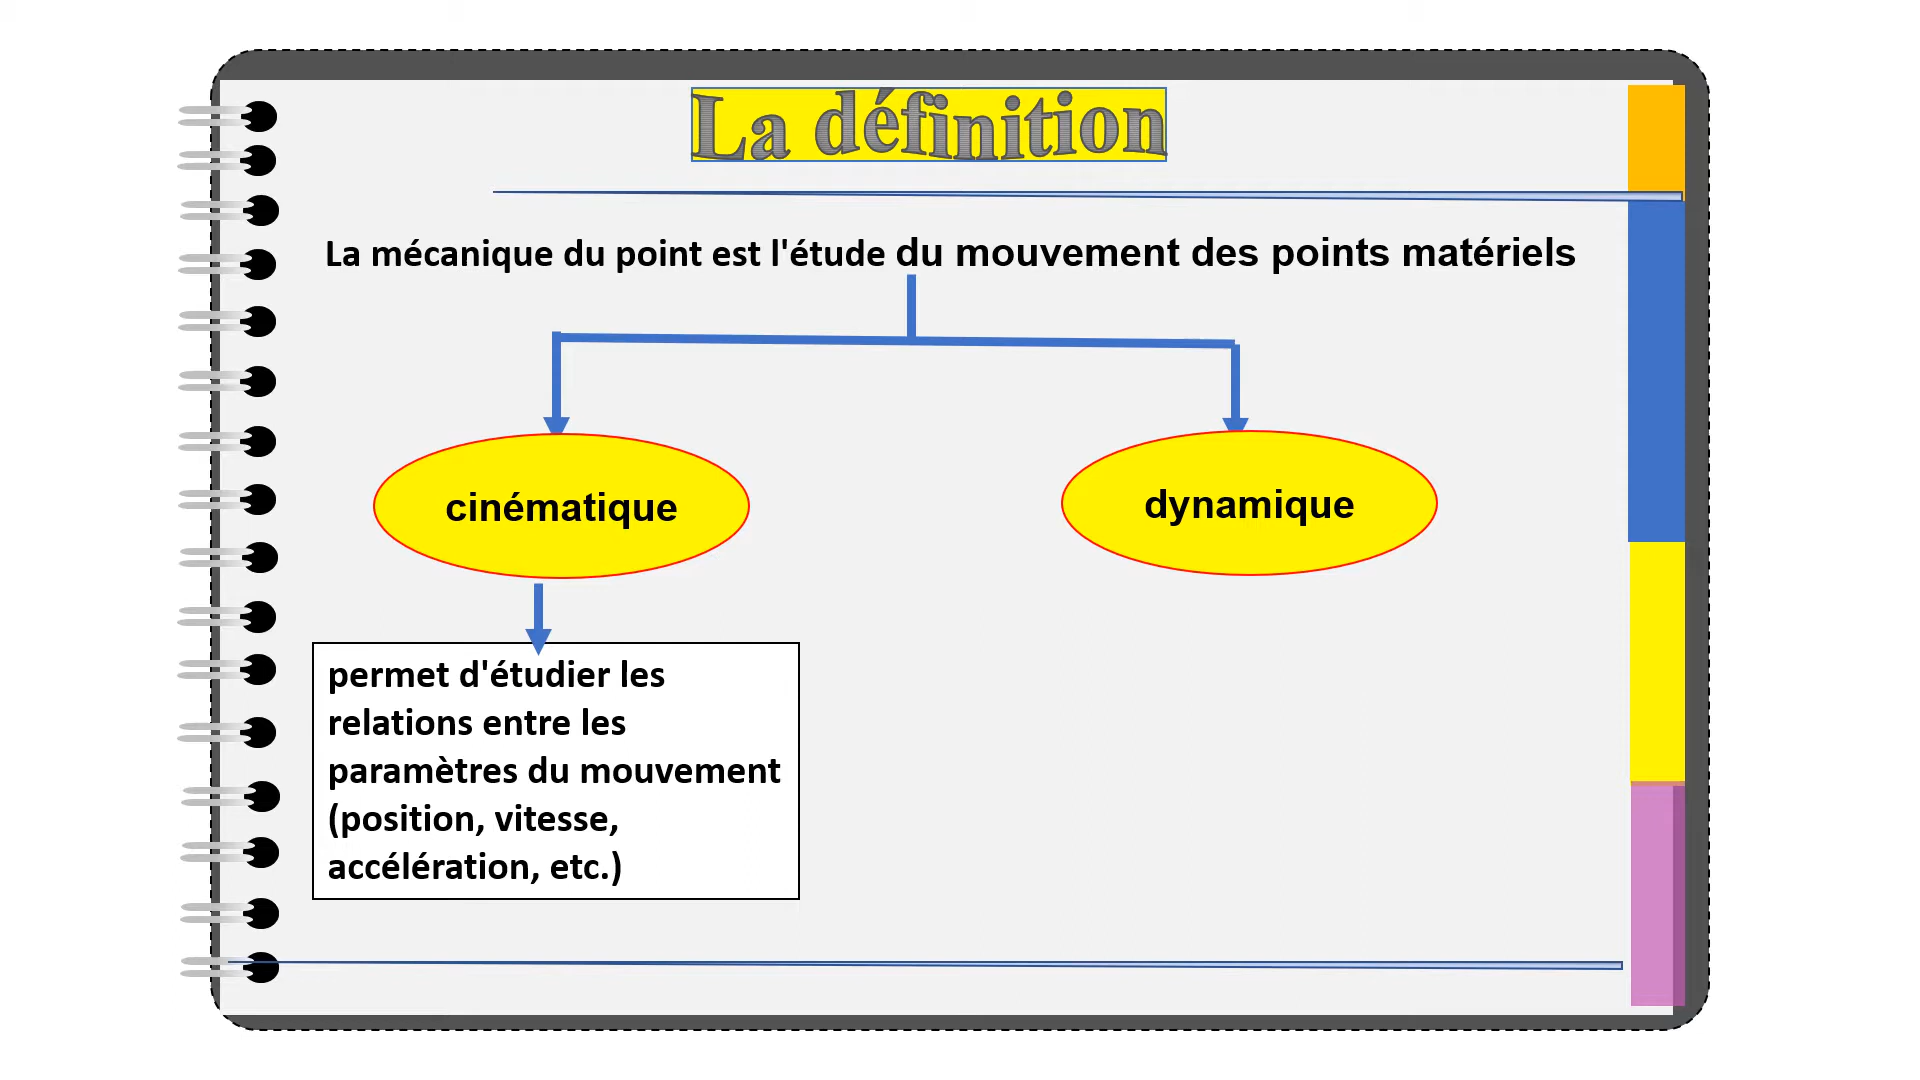 La définition
La mécanique du point est l'étude du mouvement des points matériels
cinématique
dynamique
permet d'étudier les
relations entre les
paramètres du mouvement
(position, vitesse,
accélération, etc.)